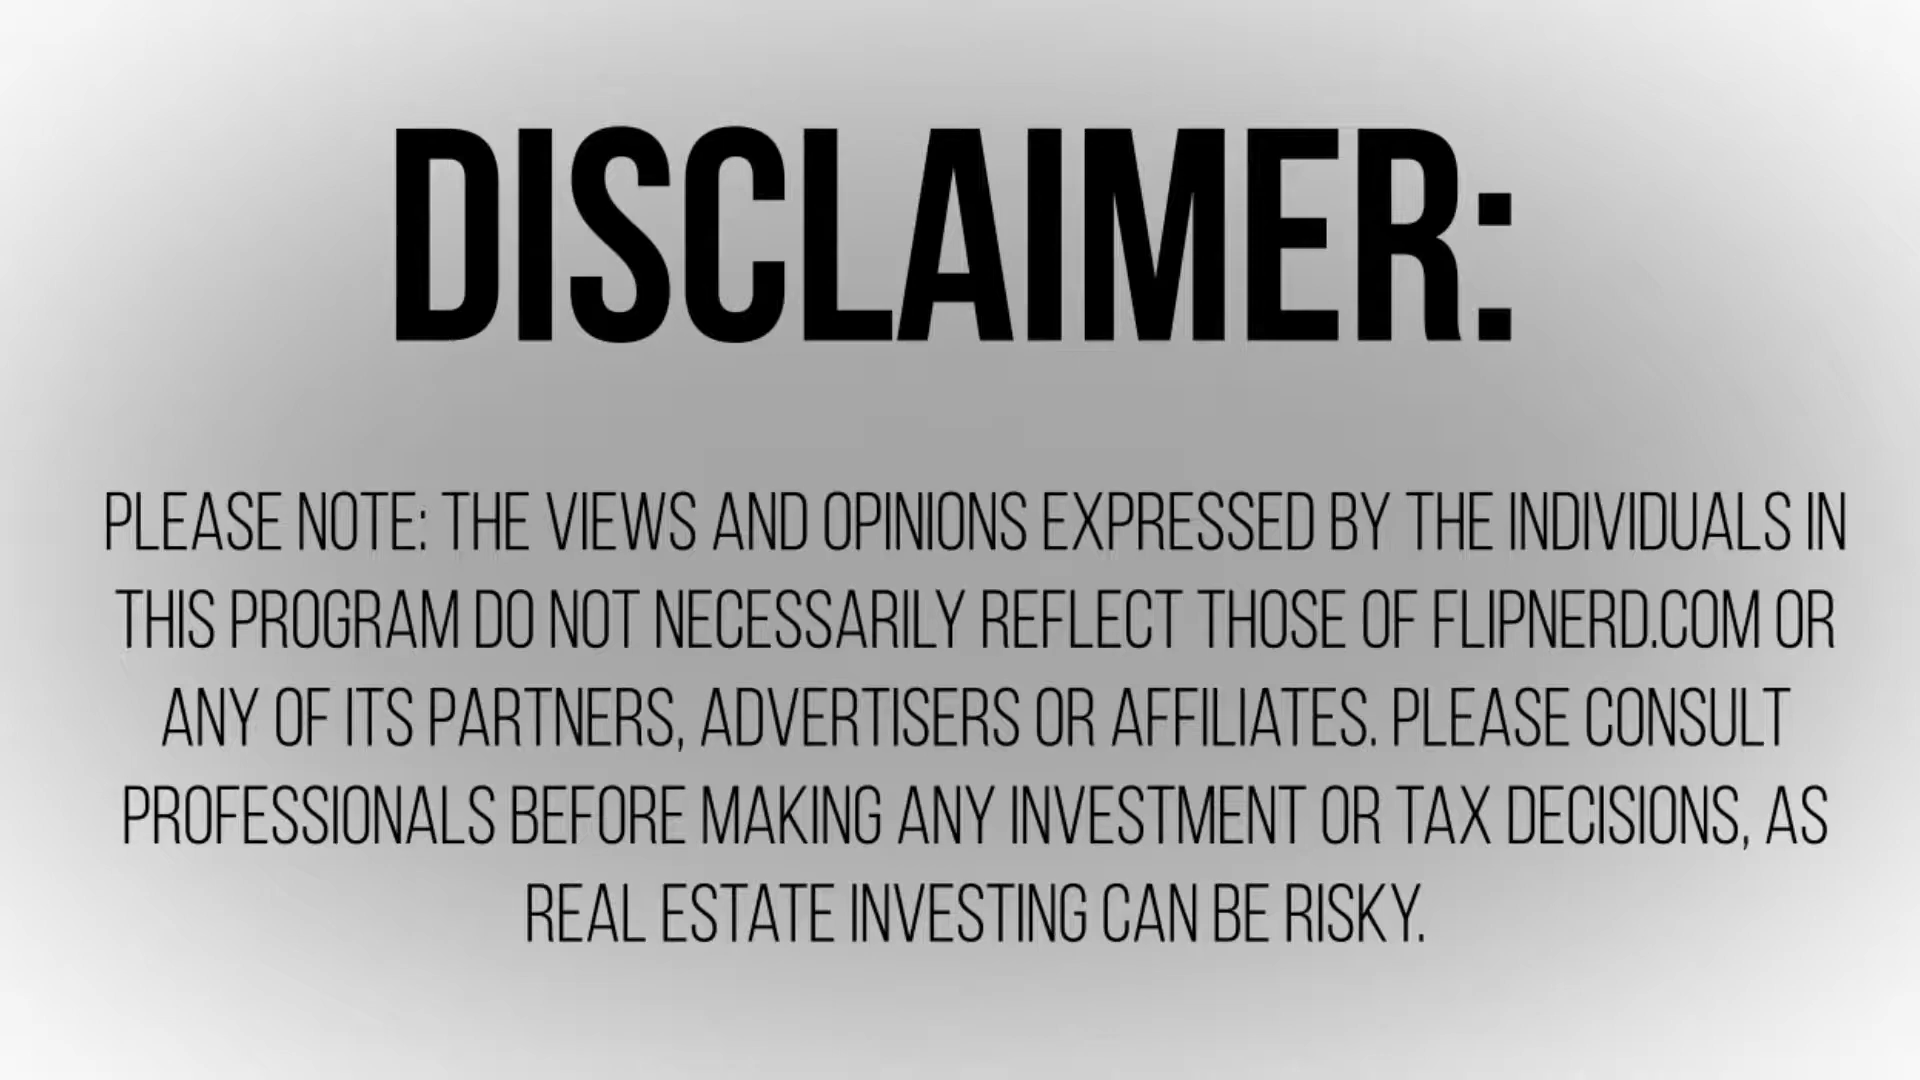 DISCLAIMER:
PLEASE NOTE: THE VIEWS AND OPINIONS EXPRESSED BY THE INDIVIDUALS IN
THIS PROGRAM DO NOT NECESSARILY REFLECT THOSE OF FLIPNERD.COM OR
ANY OF ITS PARTNERS, ADVERTISERS OR AFFILIATES. PLEASE CONSULT
PROFESSIONALS BEFORE MAKING ANY INVESTMENT OR TAX DECISIONS, AS
REAL ESTATE INVESTING CAN BE RISKY.